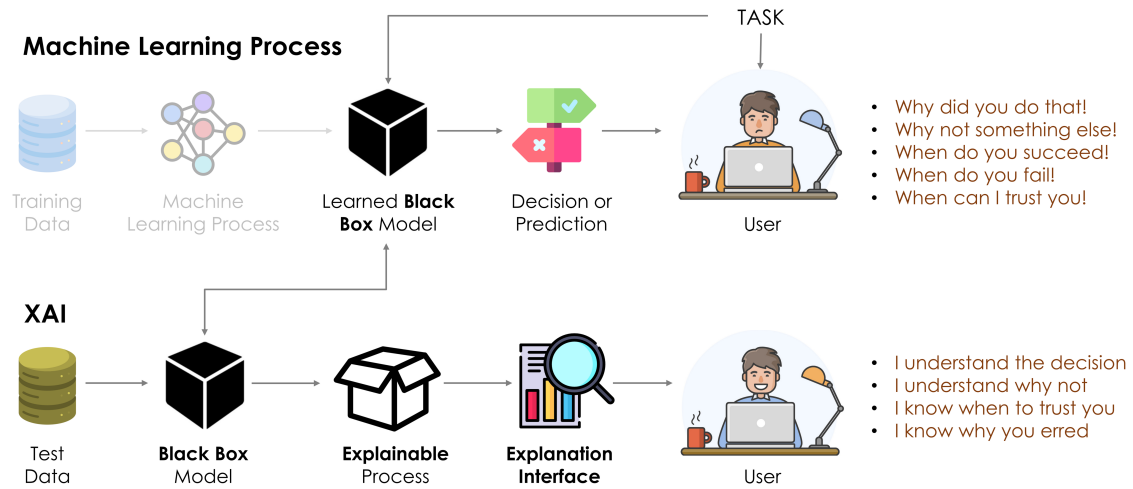 TASK
Machine Learning Process
Training
Data
Machine
Learning Process
Learned Black
Box Model
Decision or
Prediction
User
• Why did you do that!
• Why not something else!
• When do you succeed!
• When do you fail!
• When can I trust you!
XAI
Test
Data
Black Box
Model
Explainable
Process
Explanation
Interface
User
• I understand the decision
• I understand why not
• I know when to trust you
• I know why you erred